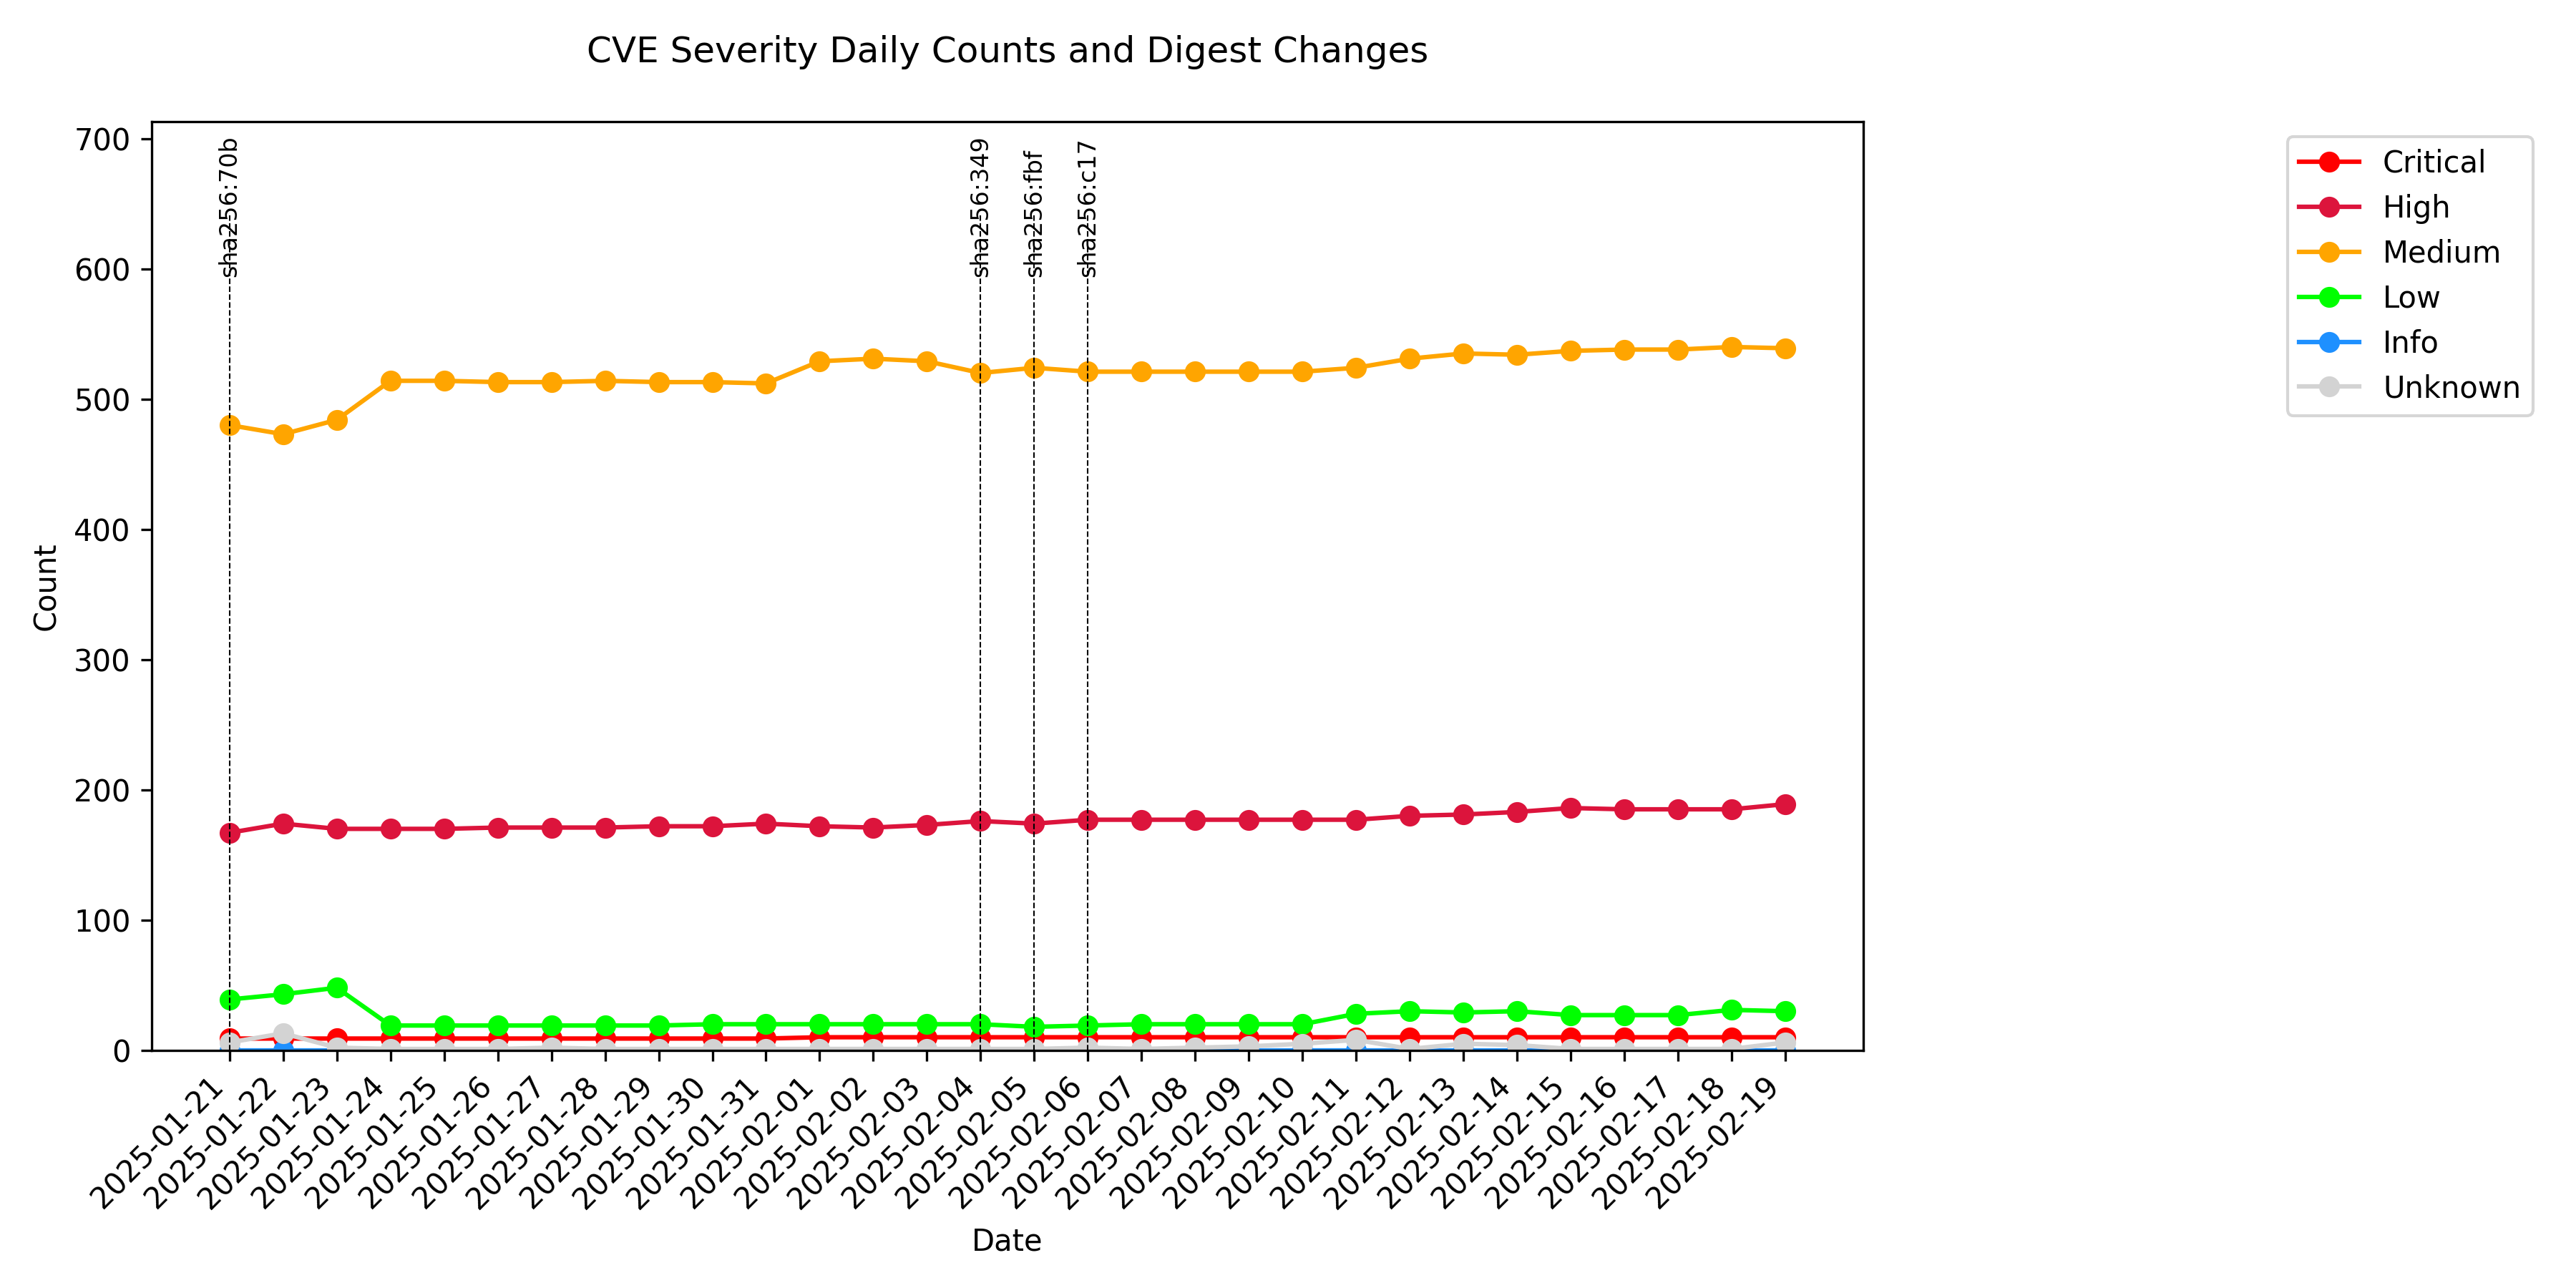 CVE Severity Daily Counts and Digest Changes
700
600
500
400
300
200
100
0
Count
sha256:70b
sha256:349
sha256:fbf
sha256:c17
Critical
High
Medium
Low
Info
Unknown
2025-01-21
2025-01-22
2025-01-23
2025-01-24
2025-01-25
2025-01-26
2025-01-27
2025-01-28
2025-01-29
2025-01-30
2025-01-31
2025-02-01
2025-02-02
2025-02-03
2025-02-04
2025-02-05
2025-02-06
2025-02-07
2025-02-08
2025-02-09
2025-02-10
2025-02-11
2025-02-12
2025-02-13
2025-02-14
2025-02-15
2025-02-16
2025-02-17
2025-02-18
2025-02-19
Date